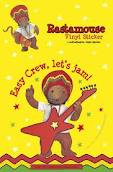 Rastamouse
Vinyl Sticker
Easy Crew, let's jam!